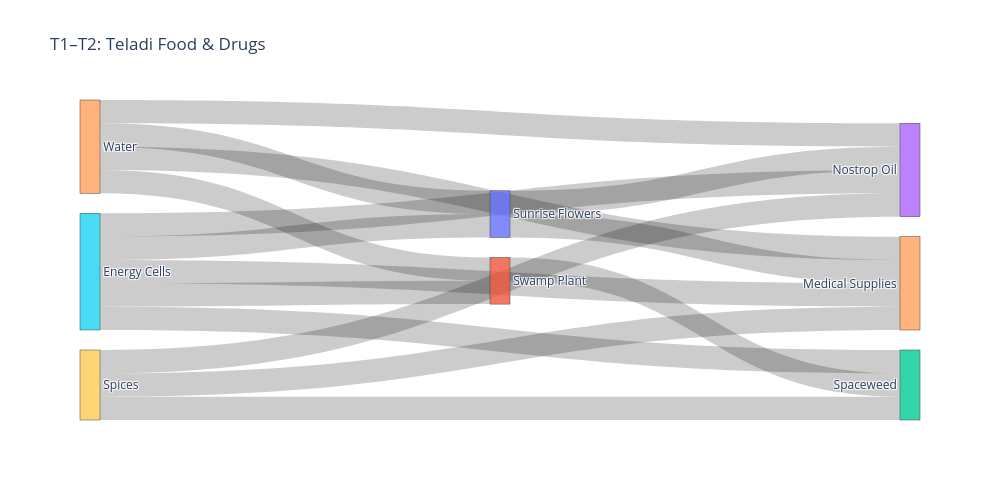 T1–T2: Teladi Food & Drugs
Water
Energy Cells
Spices
Sunrise Flowers
Swamp Plant
Nostrop Oil
Medical Supplies
Spaceweed